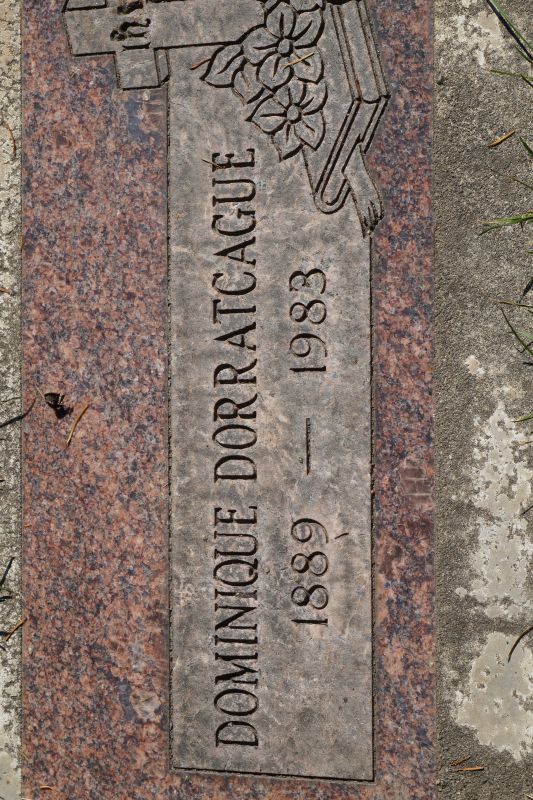 DOMINIQUE DORRATCAGUE
1889 — 1983